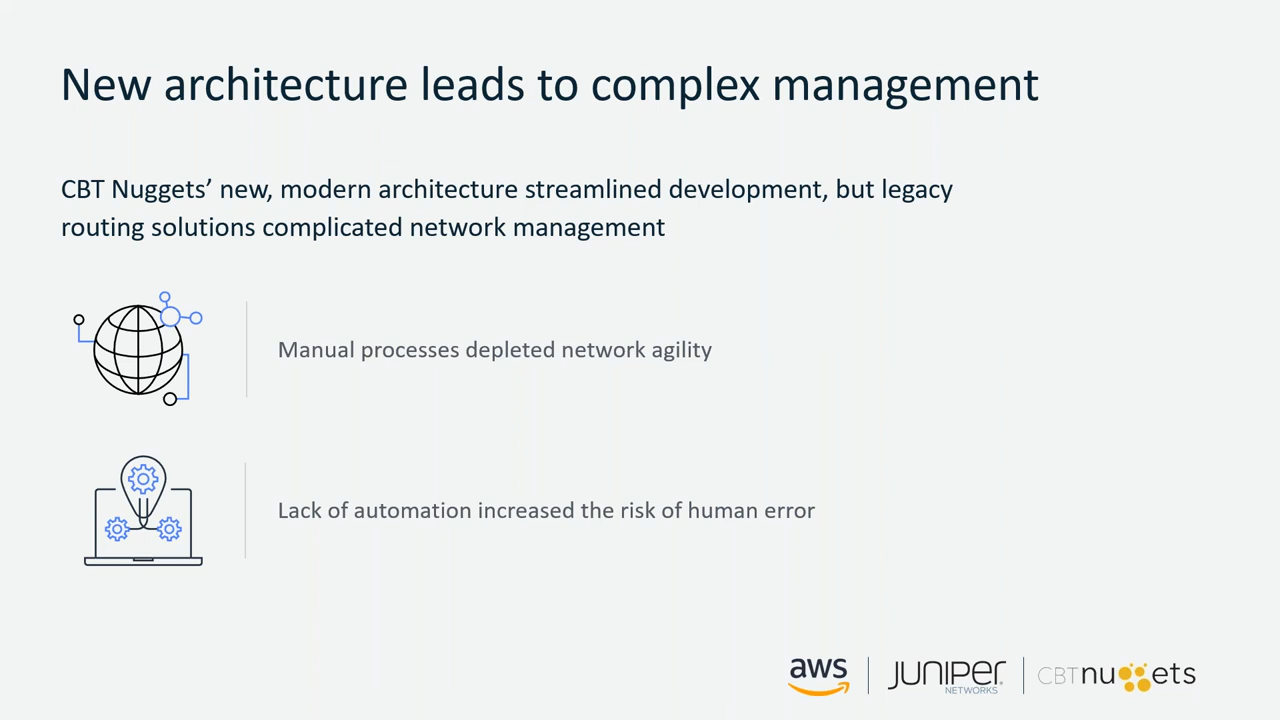 New architecture leads to complex management
CBT Nuggets’ new, modern architecture streamlined development, but legacy
routing solutions complicated network management
Manual processes depleted network agility
Lack of automation increased the risk of human error
aws
JUNIPER
NETWORKS
CBTnuggets